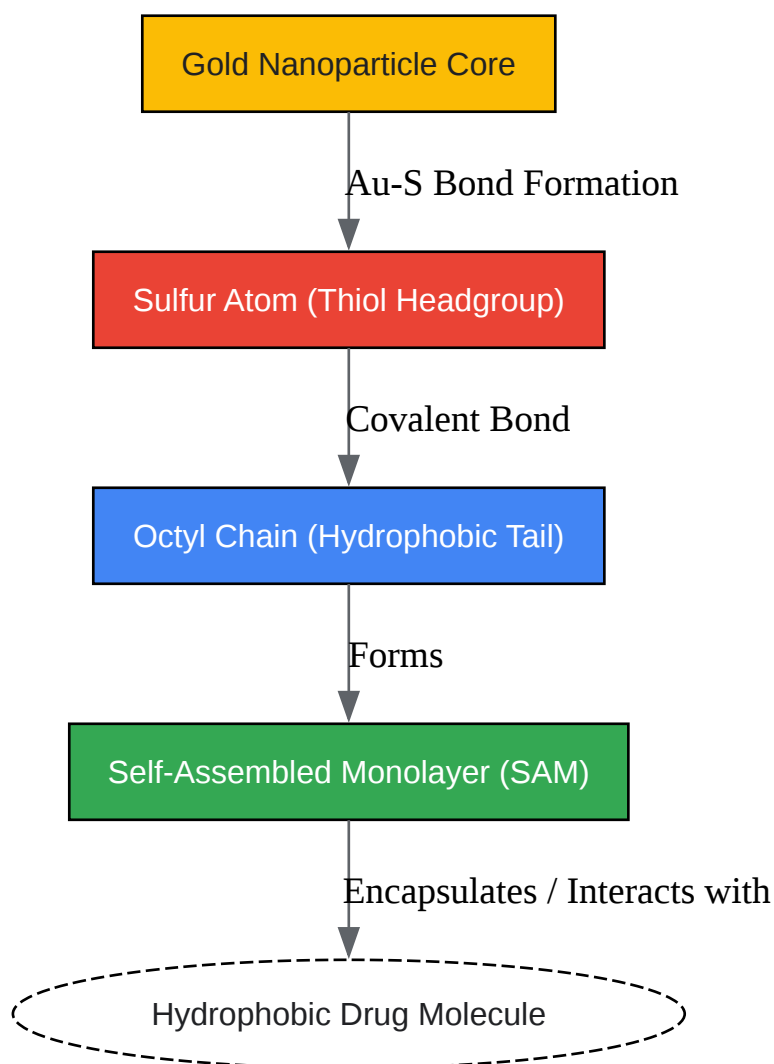 Gold Nanoparticle Core
Au-S Bond Formation
Sulfur Atom (Thiol Headgroup)
Covalent Bond
Octyl Chain (Hydrophobic Tail)
Forms
Self-Assembled Monolayer (SAM)
Encapsulates / Interacts with
Hydrophobic Drug Molecule